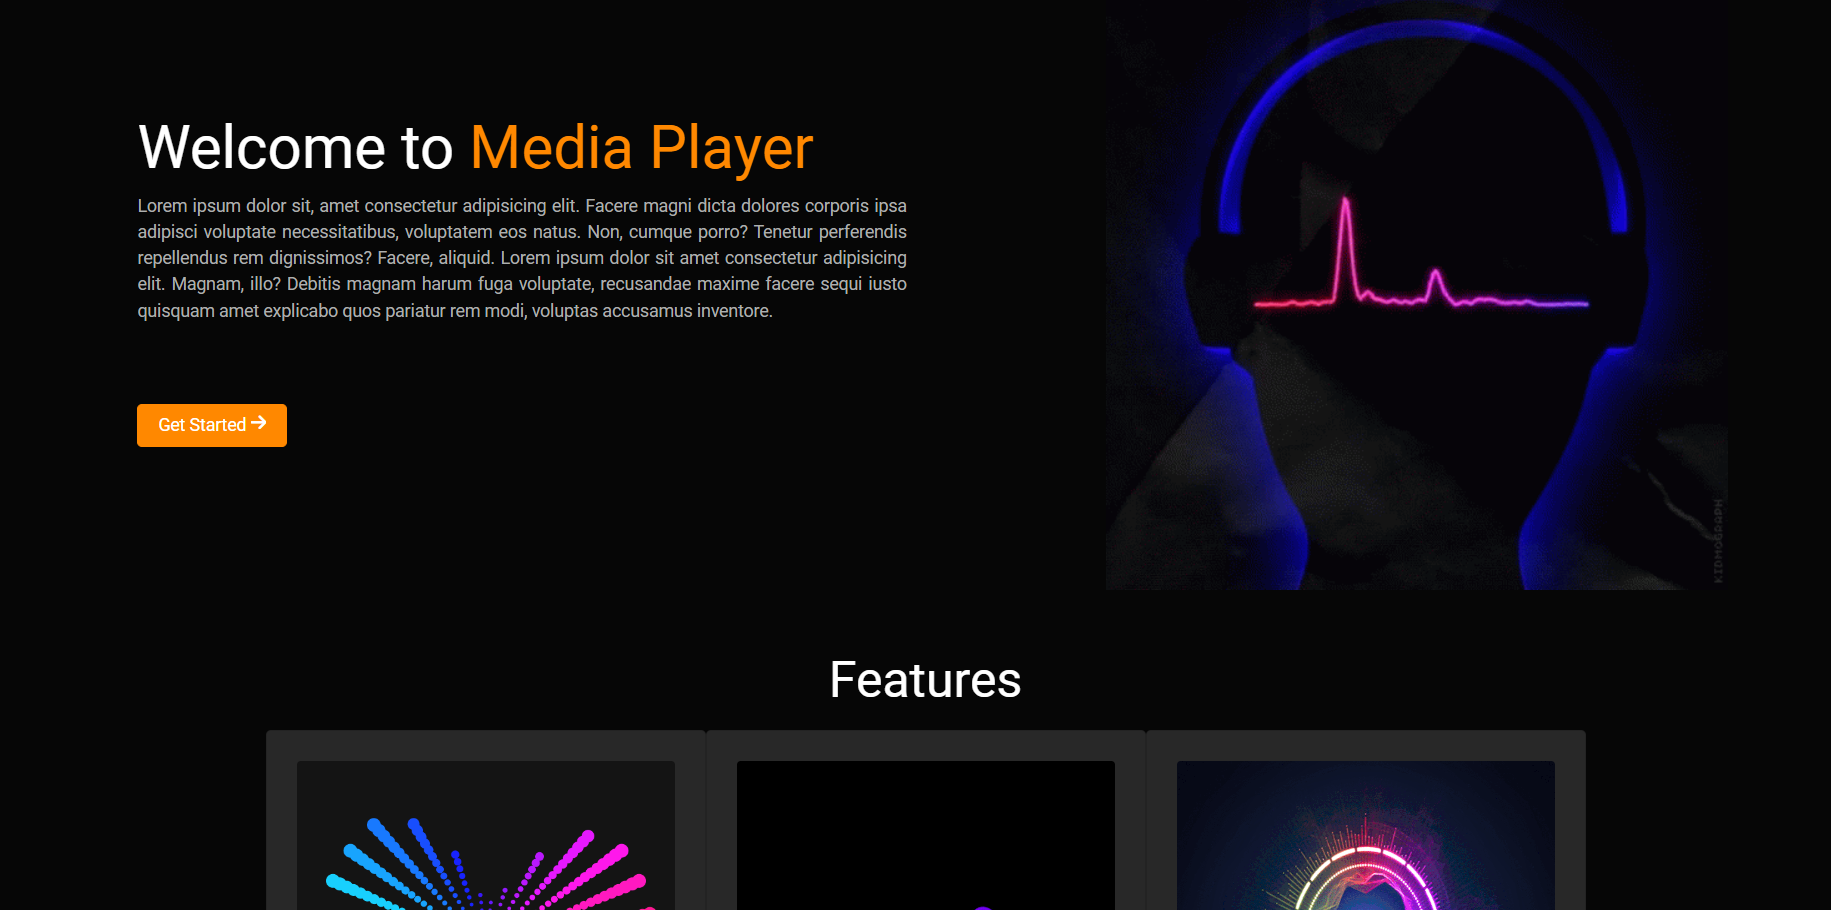 Welcome to Media Player
Lorem ipsum dolor sit, amet consectetur adipisicing elit. Facere magni dicta dolores corporis ipsa
adipisci voluptate necessitatibus, voluptatem eos natus. Non, cumque porro? Tenetur perferendis
repellendus rem dignissimos? Facere, aliquid. Lorem ipsum dolor sit amet consectetur adipisicing
elit. Magnam, illo? Debitis magnam harum fuga voluptate, recusandae maxime facere sequi iusto
quisquam amet explicabo quos pariatur rem modi, voluptas accusamus inventore.
Get Started
KIDMOGRAPH
Features